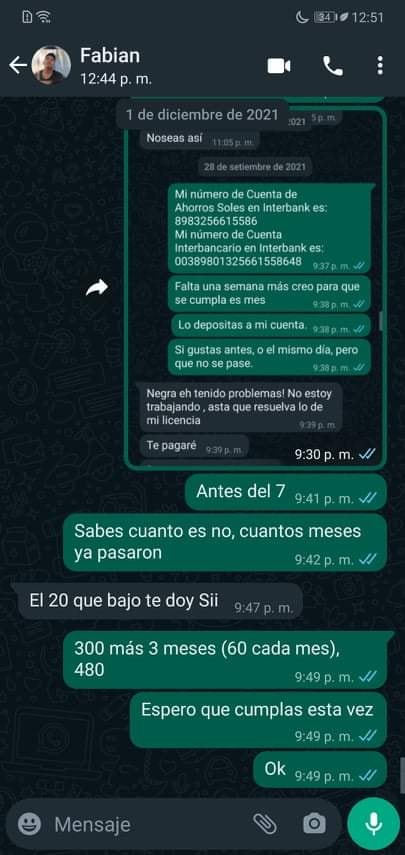 34 12:51
Fabian
12:44 p. m.
1 de diciembre de 2021
2021 5 p. m.
Noseas así 11:05 p. m.
28 de setiembre de 2021
Mi número de Cuenta de
Ahorros Soles en Interbank es:
8983256615586
Mi número de Cuenta
Interbancario en Interbank es:
00389801325661558648 9:37 p. m.
Falta una semana más creo para que
se cumpla es mes 9:38 p. m.
Lo depositas a mi cuenta. 9:38 p. m.
Si gustas antes, o el mismo día, pero
que no se pase. 9:38 p. m.
Negra eh tenido problemas! No estoy
trabajando , asta que resuelva lo de
mi licencia 9:39 p. m.
Te pagaré 9:39 p. m.
9:30 p. m.
Antes del 7 9:41 p. m.
Sabes cuanto es no, cuantos meses
ya pasaron 9:42 p. m.
El 20 que bajo te doy Sii 9:47 p. m.
300 más 3 meses (60 cada mes),
480 9:49 p. m.
Espero que cumplas esta vez
9:49 p. m.
Ok 9:49 p. m.
Mensaje